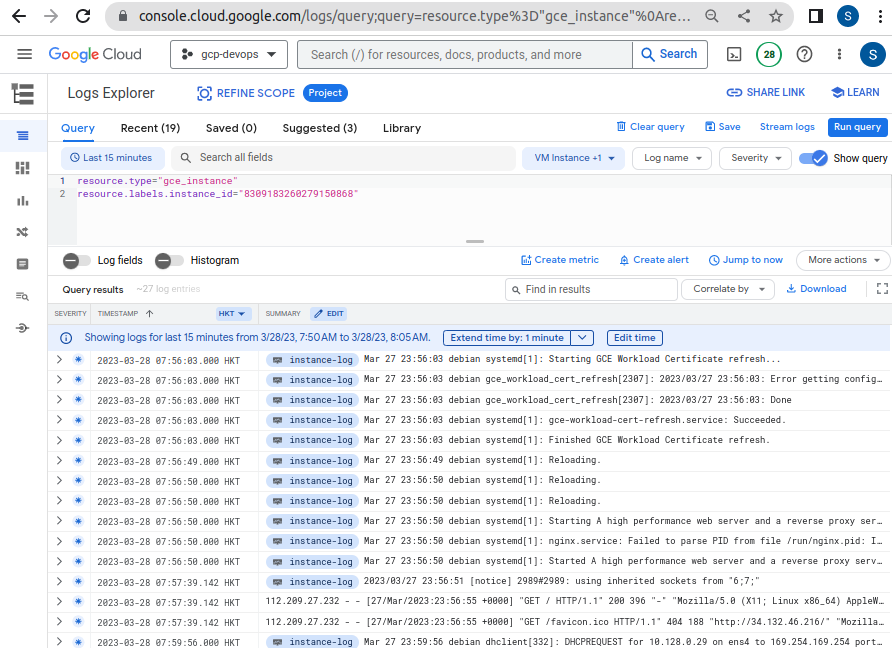 console.cloud.google.com/logs/query;query=resource.type%3D"gce_instance"%0Are...
S
Google Cloud
gcp-devops
Search (/) for resources, docs, products, and more
Search
28
S
Logs Explorer
REFINE SCOPE
Project
SHARE LINK
LEARN
Query
Recent (19)
Saved (0)
Suggested (3)
Library
Clear query
Save
Stream logs
Run query
Last 15 minutes
Search all fields
VM Instance +1
Log name
Severity
Show query
1 resource.type="gce_instance"
2 resource.labels.instance_id="8309183260279150868"
Log fields
Histogram
Create metric
Create alert
Jump to now
More actions
Query results
~27 log entries
Find in results
Correlate by
Download
SEVERITY TIMESTAMP HKT SUMMARY EDIT
Showing logs for last 15 minutes from 3/28/23, 7:50 AM to 3/28/23, 8:05 AM. Extend time by: 1 minute Edit time
2023-03-28 07:56:03.000 HKT instance-log Mar 27 23:56:03 debian systemd[1]: Starting GCE Workload Certificate refresh...
2023-03-28 07:56:03.000 HKT instance-log Mar 27 23:56:03 debian gce_workload_cert_refresh[2307]: 2023/03/27 23:56:03: Error getting config…
2023-03-28 07:56:03.000 HKT instance-log Mar 27 23:56:03 debian gce_workload_cert_refresh[2307]: 2023/03/27 23:56:03: Done
2023-03-28 07:56:03.000 HKT instance-log Mar 27 23:56:03 debian systemd[1]: gce-workload-cert-refresh.service: Succeeded.
2023-03-28 07:56:03.000 HKT instance-log Mar 27 23:56:03 debian systemd[1]: Finished GCE Workload Certificate refresh.
2023-03-28 07:56:49.000 HKT instance-log Mar 27 23:56:49 debian systemd[1]: Reloading.
2023-03-28 07:56:50.000 HKT instance-log Mar 27 23:56:50 debian systemd[1]: Reloading.
2023-03-28 07:56:50.000 HKT instance-log Mar 27 23:56:50 debian systemd[1]: Reloading.
2023-03-28 07:56:50.000 HKT instance-log Mar 27 23:56:50 debian systemd[1]: Starting A high performance web server and a reverse proxy ser…
2023-03-28 07:56:50.000 HKT instance-log Mar 27 23:56:50 debian systemd[1]: nginx.service: Failed to parse PID from file /run/nginx.pid: I…
2023-03-28 07:56:50.000 HKT instance-log Mar 27 23:56:50 debian systemd[1]: Started A high performance web server and a reverse proxy serv…
2023-03-28 07:57:39.142 HKT instance-log 2023/03/27 23:56:51 [notice] 2989#2989: using inherited sockets from "6;7;"
2023-03-28 07:57:39.142 HKT 112.209.27.232 - - [27/Mar/2023:23:56:55 +0000] "GET / HTTP/1.1" 200 396 "-" "Mozilla/5.0 (X11; Linux x86_64) AppleW…
2023-03-28 07:57:39.142 HKT 112.209.27.232 - - [27/Mar/2023:23:56:55 +0000] "GET /favicon.ico HTTP/1.1" 404 188 "http://34.132.46.216/" "Mozilla…
2023-03-28 07:59:56.000 HKT instance-log Mar 27 23:59:56 debian dhclient[332]: DHCPREQUEST for 10.128.0.29 on ens4 to 169.254.169.254 port…